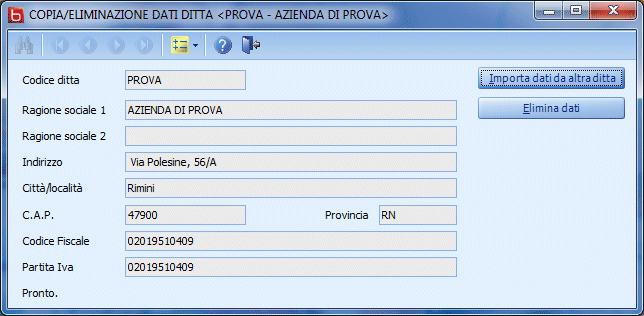 COPIA/ELIMINAZIONE DATI DITTA <PROVA - AZIENDA DI PROVA>
Codice ditta PROVA
Importa dati da altra ditta
Ragione sociale 1 AZIENDA DI PROVA
Elimina dati
Ragione sociale 2
Indirizzo Via Polesine, 56/A
Città/località Rimini
C.A.P. 47900 Provincia RN
Codice Fiscale 02019510409
Partita Iva 02019510409
Pronto.